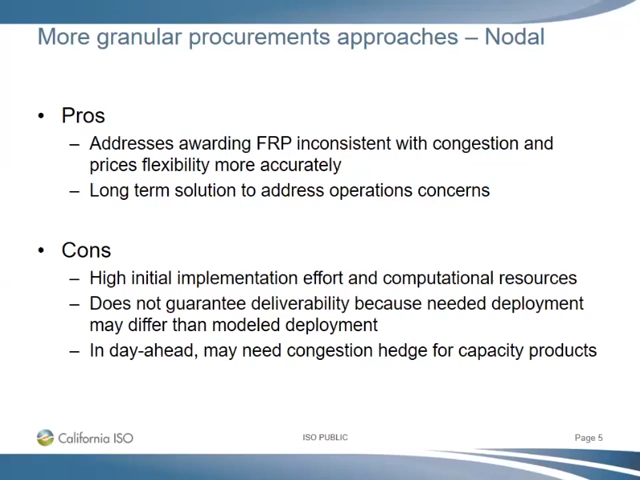 More granular procurements approaches – Nodal
• Pros
– Addresses awarding FRP inconsistent with congestion and
prices flexibility more accurately
– Long term solution to address operations concerns
• Cons
– High initial implementation effort and computational resources
– Does not guarantee deliverability because needed deployment
may differ than modeled deployment
– In day-ahead, may need congestion hedge for capacity products
California ISO
ISO PUBLIC
Page 5